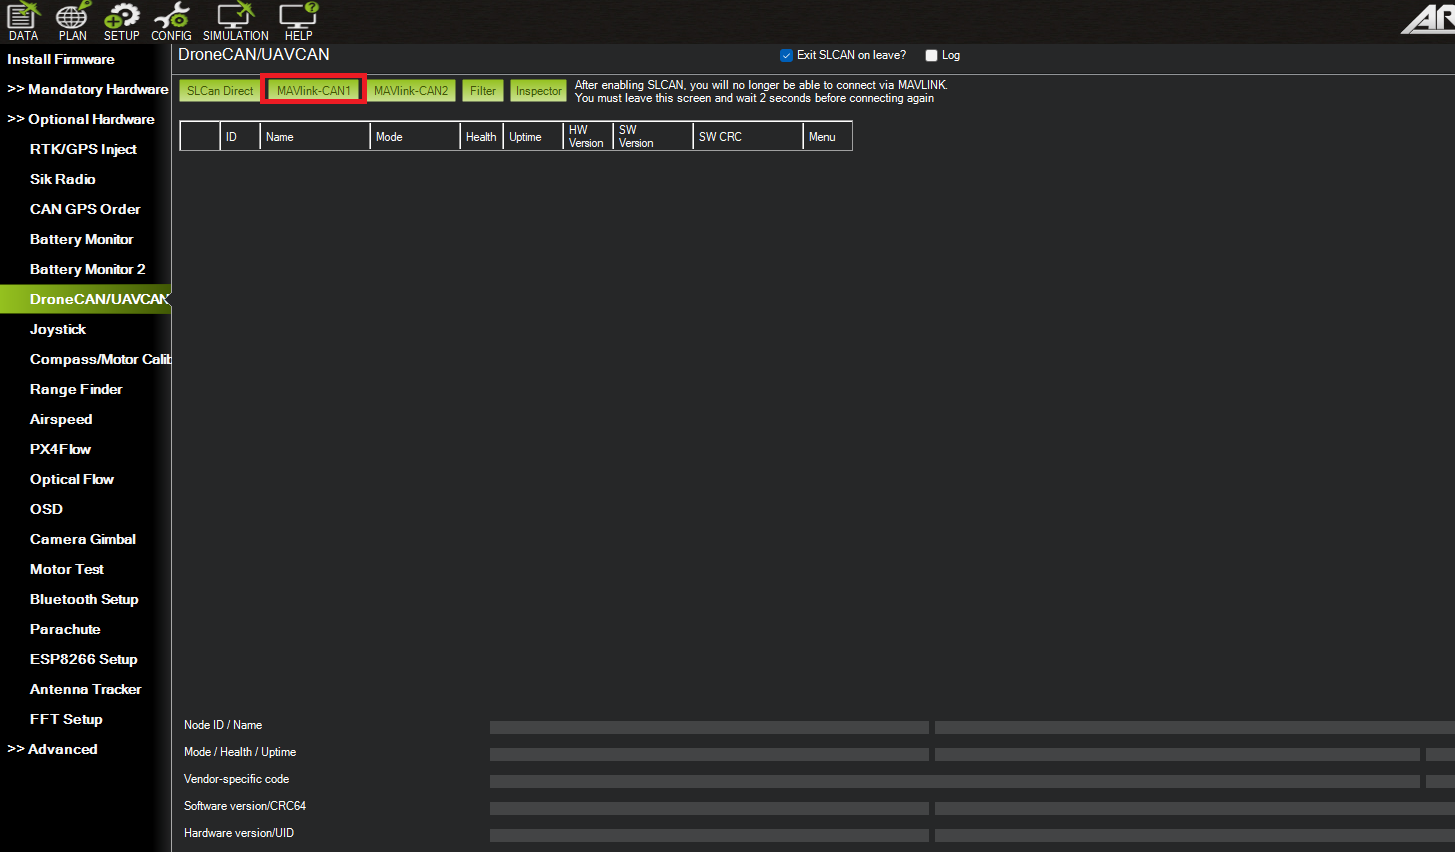 DATA PLAN SETUP CONFIG SIMULATION HELP
Install Firmware
>> Mandatory Hardware
>> Optional Hardware
RTK/GPS Inject
Sik Radio
CAN GPS Order
Battery Monitor
Battery Monitor 2
DroneCAN/UAVCAN
Joystick
Compass/Motor Calib
Range Finder
Airspeed
PX4Flow
Optical Flow
OSD
Camera Gimbal
Motor Test
Bluetooth Setup
Parachute
ESP8266 Setup
Antenna Tracker
FFT Setup
>> Advanced
DroneCAN/UAVCAN
Exit SLCAN on leave? Log
SLCan Direct MAVlink-CAN1 MAVlink-CAN2 Filter Inspector
After enabling SLCAN, you will no longer be able to connect via MAVLINK.
You must leave this screen and wait 2 seconds before connecting again
ID Name Mode Health Uptime HW Version SW Version SW CRC Menu
Node ID / Name
Mode / Health / Uptime
Vendor-specific code
Software version/CRC64
Hardware version/UID